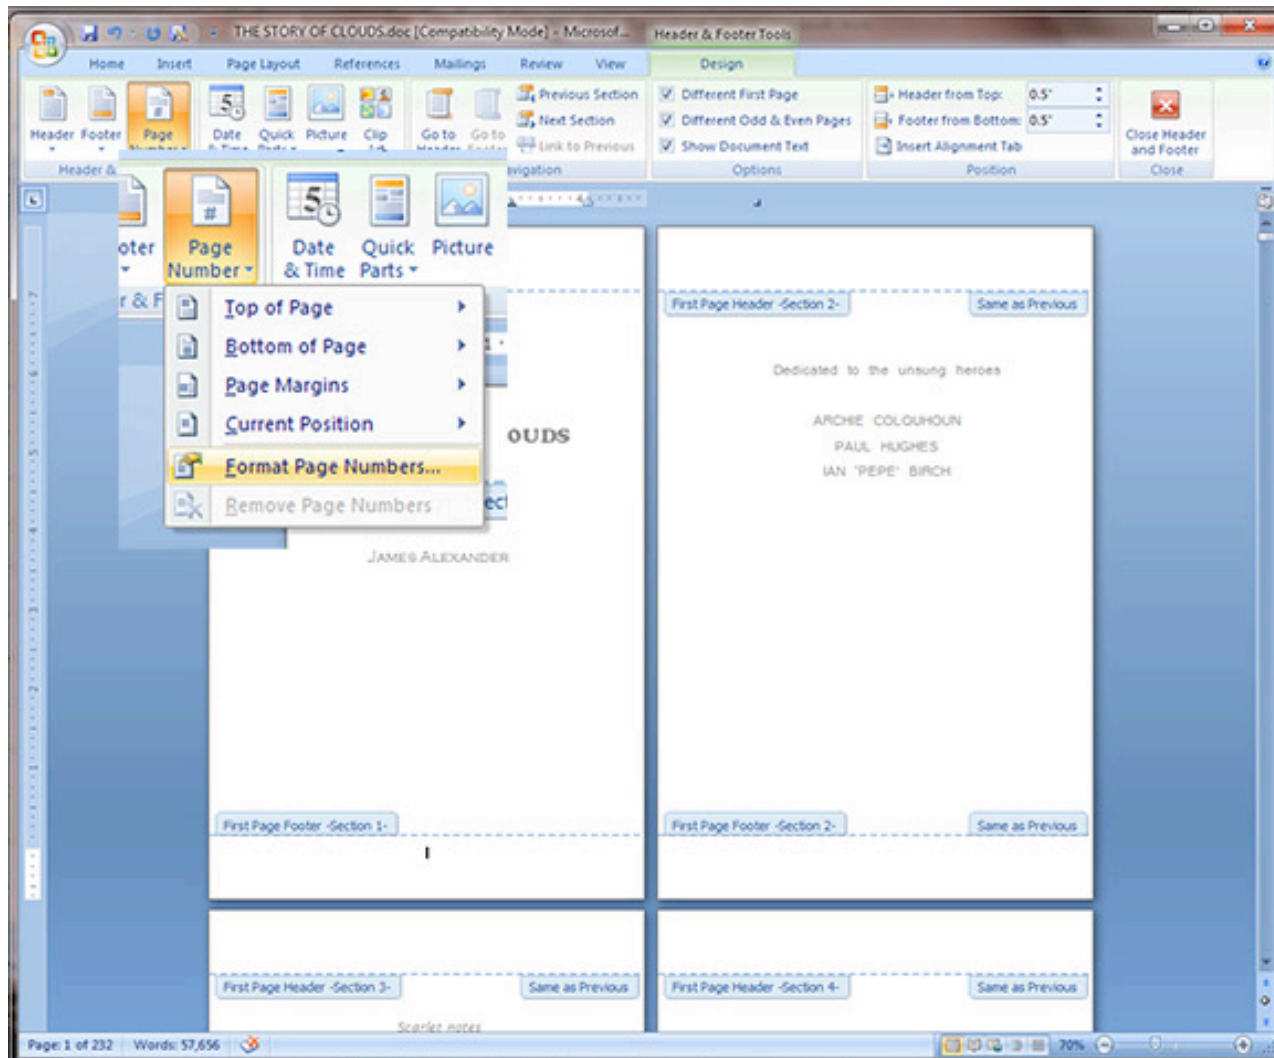 THE STORY OF CLOUDS.doc [Compatibility Mode] - Microsof...
Header & Footer Tools
Home Insert Page Layout References Mailings Review View Design
Header Footer Page Number
Date & Time Quick Parts Picture Clip Art
Go to Header Go to Footer
Previous Section
Next Section
Link to Previous
Different First Page
Different Odd & Even Pages
Show Document Text
Header from Top: 0.5"
Footer from Bottom: 0.5"
Insert Alignment Tab
Close Header
and Footer
Header & vigation Options Position Close
oter Page Number Date & Time Quick Parts Picture
r & F
Top of Page
Bottom of Page
Page Margins
Current Position
Format Page Numbers...
Remove Page Numbers
OUDS
ect
JAMES ALEXANDER
First Page Footer -Section 1-
First Page Header -Section 2- Same as Previous
Dedicated to the unsung heroes
ARCHIE COLQUHOUN
PAUL HUGHES
IAN 'PEPE' BIRCH
First Page Footer -Section 2- Same as Previous
First Page Header -Section 3- Same as Previous
Scarlet notes
First Page Header -Section 4- Same as Previous
Page: 1 of 232 Words: 57,656 70%